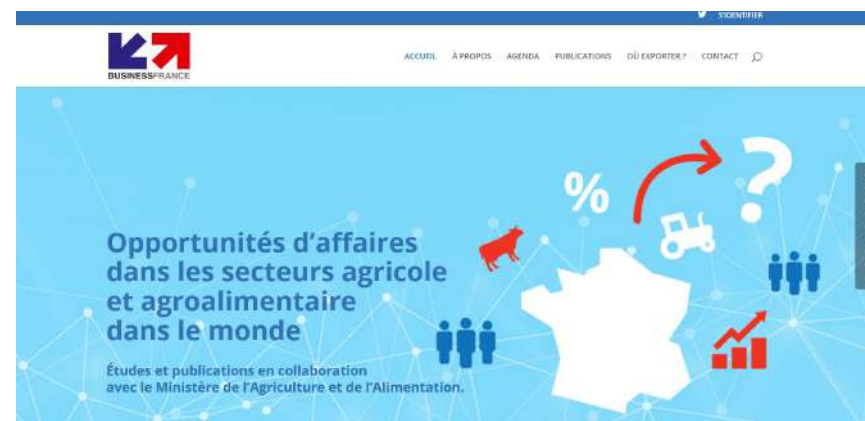 S'IDENTIFIER
BUSINESSFRANCE
ACCUEIL À PROPOS AGENDA PUBLICATIONS OÙ EXPORTER ? CONTACT
%
?
Opportunités d'affaires
dans les secteurs agricole
et agroalimentaire
dans le monde
Études et publications en collaboration
avec le Ministère de l'Agriculture et de l'Alimentation.